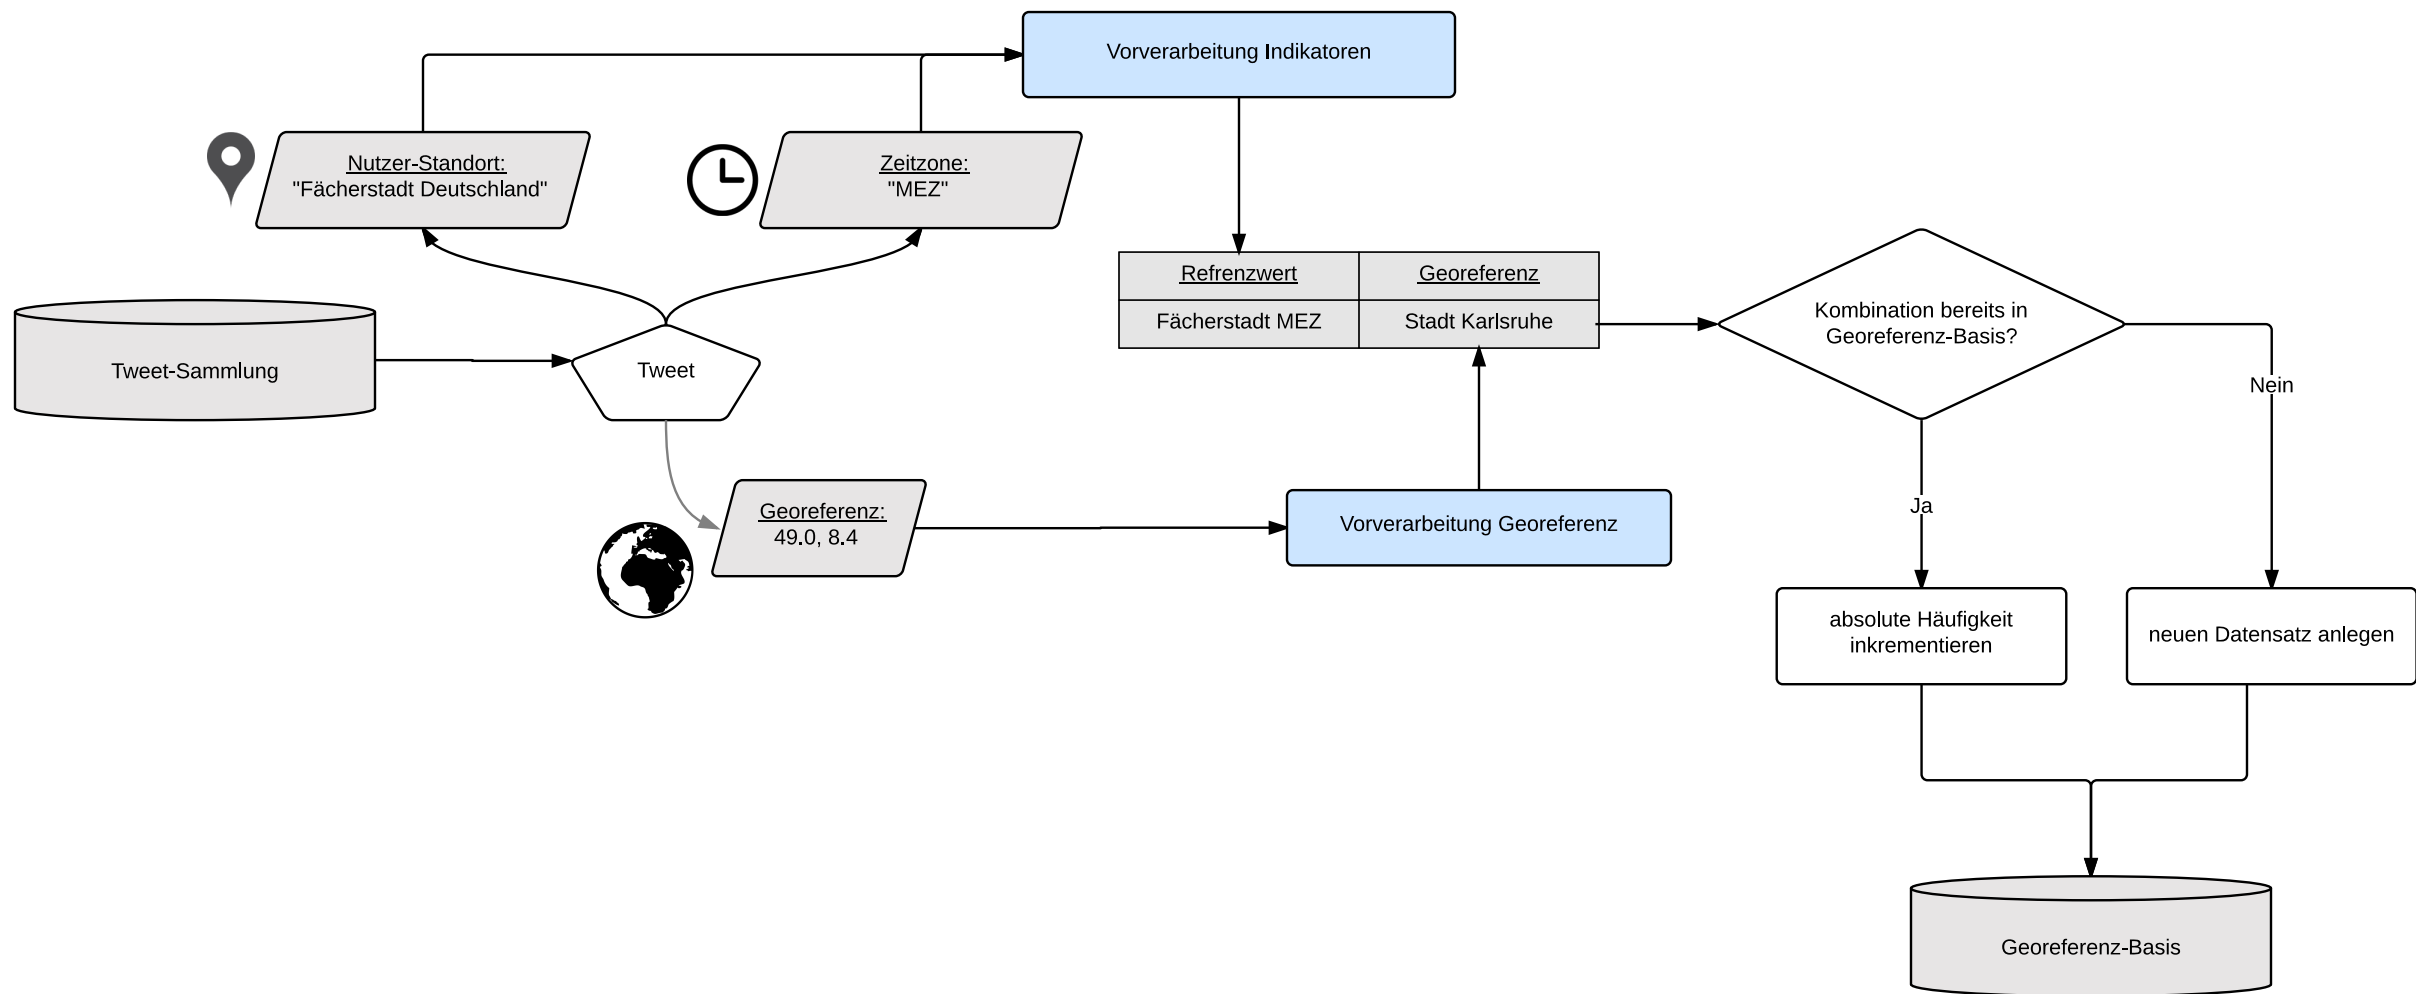 Vorverarbeitung Indikatoren
Nutzer-Standort:
"Fächerstadt Deutschland"
Zeitzone:
"MEZ"
Refrenzwert
Georeferenz
Fächerstadt MEZ
Stadt Karlsruhe
Kombination bereits in
Georeferenz-Basis?
Tweet-Sammlung
Tweet
Nein
Georeferenz:
49.0, 8.4
Vorverarbeitung Georeferenz
Ja
absolute Häufigkeit
inkrementieren
neuen Datensatz anlegen
Georeferenz-Basis